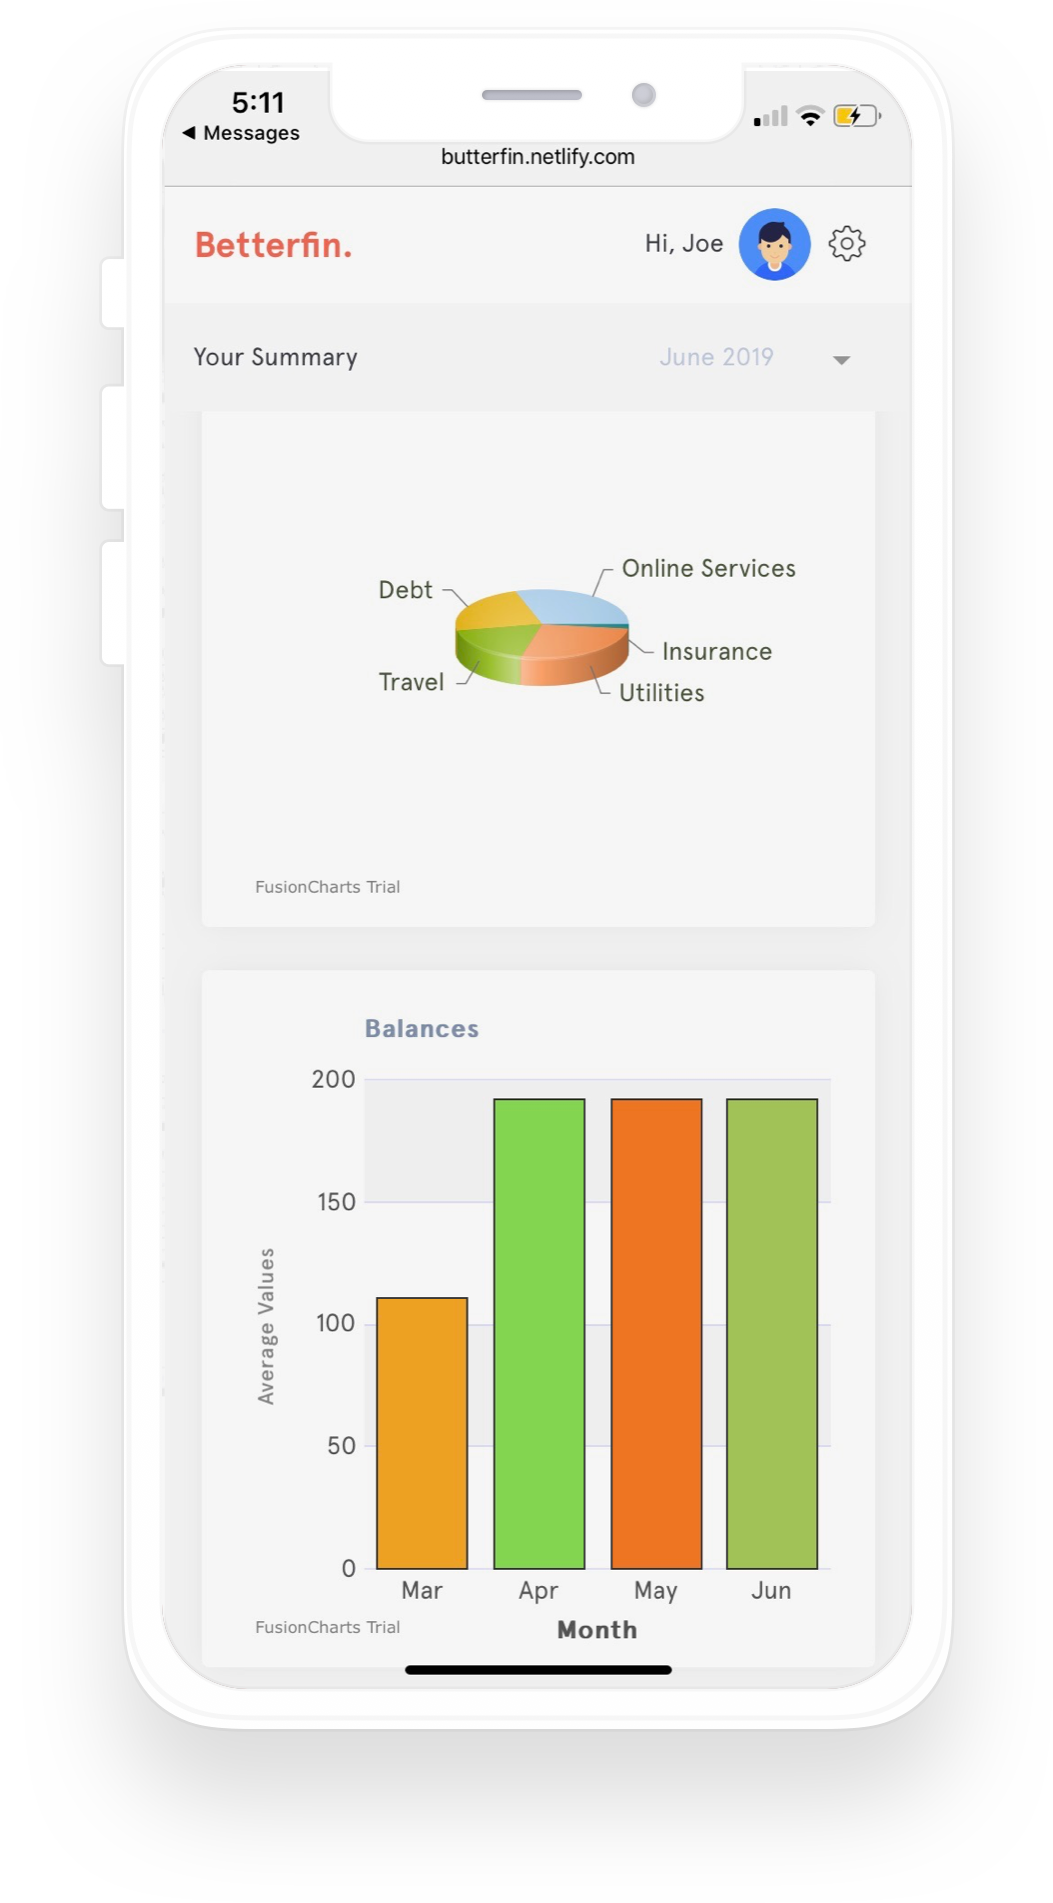 5:11
◀ Messages
butterfin.netlify.com
Betterfin.
Hi, Joe
Your Summary
June 2019
Online Services
Debt
Insurance
Travel
Utilities
FusionCharts Trial
Balances
200
150
100
50
0
Average Values
Mar Apr May Jun
FusionCharts Trial
Month